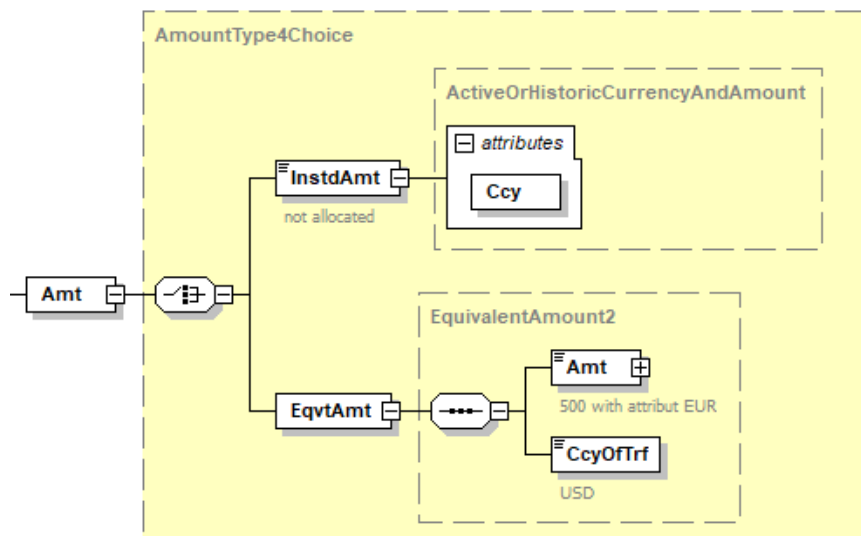 AmountType4Choice
ActiveOrHistoricCurrencyAndAmount
attributes
InstdAmt
Ccy
not allocated
Amt
EquivalentAmount2
Amt
500 with attribut EUR
EqvtAmt
CcyOfTrf
USD